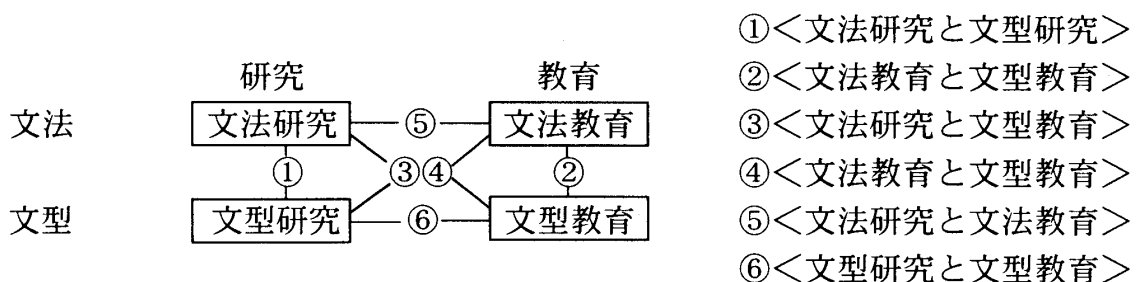 研究 教育
文法 文法研究 ⑤ 文法教育
① ③④ ②
文型 文型研究 ⑥ 文型教育
①<文法研究と文型研究>
②<文法教育と文型教育>
③<文法研究と文型教育>
④<文法教育と文型教育>
⑤<文法研究と文法教育>
⑥<文型研究と文型教育>